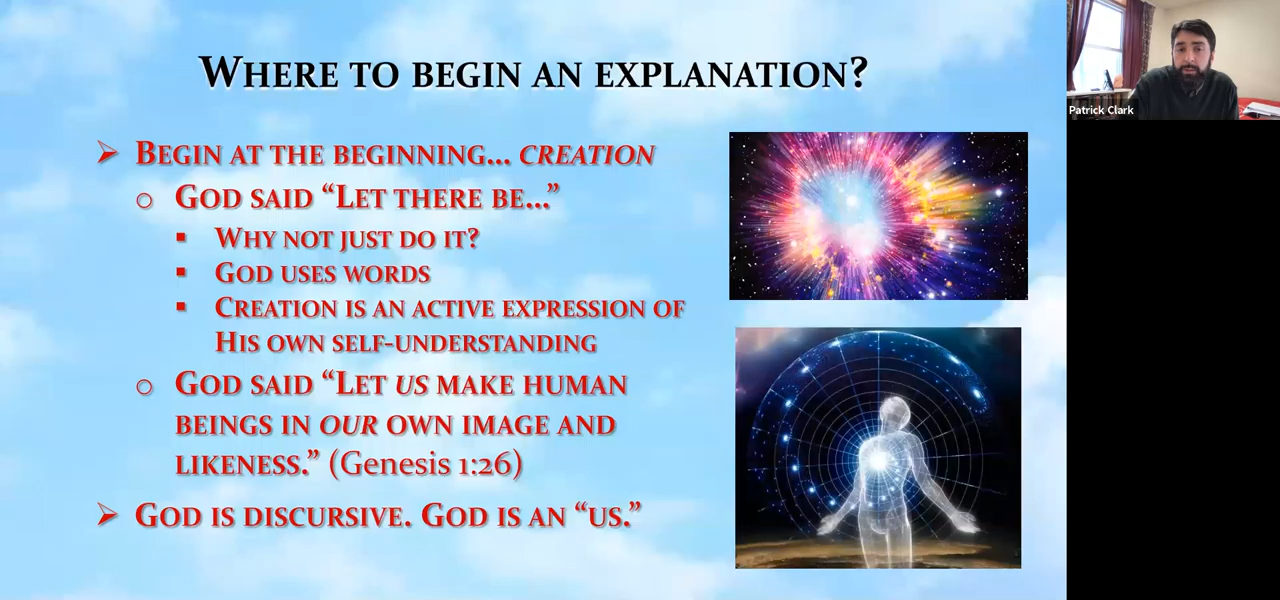 WHERE TO BEGIN AN EXPLANATION?
Patrick Clark
➢ BEGIN AT THE BEGINNING... CREATION
○ GOD SAID “LET THERE BE...”
▪ WHY NOT JUST DO IT?
▪ GOD USES WORDS
▪ CREATION IS AN ACTIVE EXPRESSION OF
HIS OWN SELF-UNDERSTANDING
○ GOD SAID “LET US MAKE HUMAN
BEINGS IN OUR OWN IMAGE AND
LIKENESS.” (Genesis 1:26)
➢ GOD IS DISCURSIVE. GOD IS AN “US.”